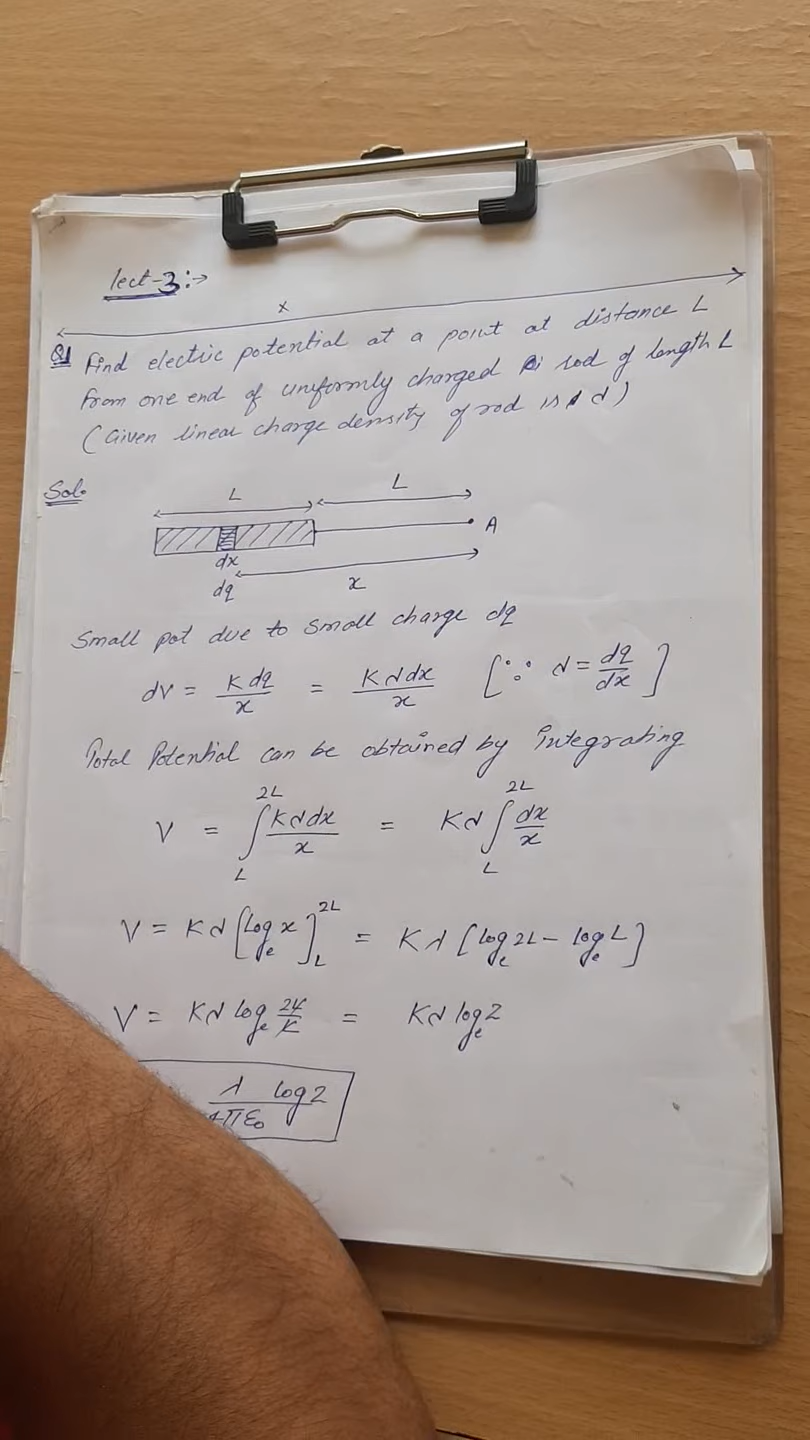 Lect-3:→
x
Q1 Find electric potential at a point at distance L
from one end of uniformly charged rod of length L
(Given linear charge density of rod is λ)
Sol.
L L
A
dx
dq x
Small pot due to small charge dq
dV = K dq / x = K λ dx / x [∵ λ = dq / dx ]
Total Potential can be obtained by integrating
V = ∫_L^{2L} K λ dx / x = K λ ∫_L^{2L} dx / x
V = K λ [log_e x]_L^{2L} = K λ [log_e 2L − log_e L]
V = K λ log_e 2L / L = K λ log_e 2
λ / 4πε₀ log 2